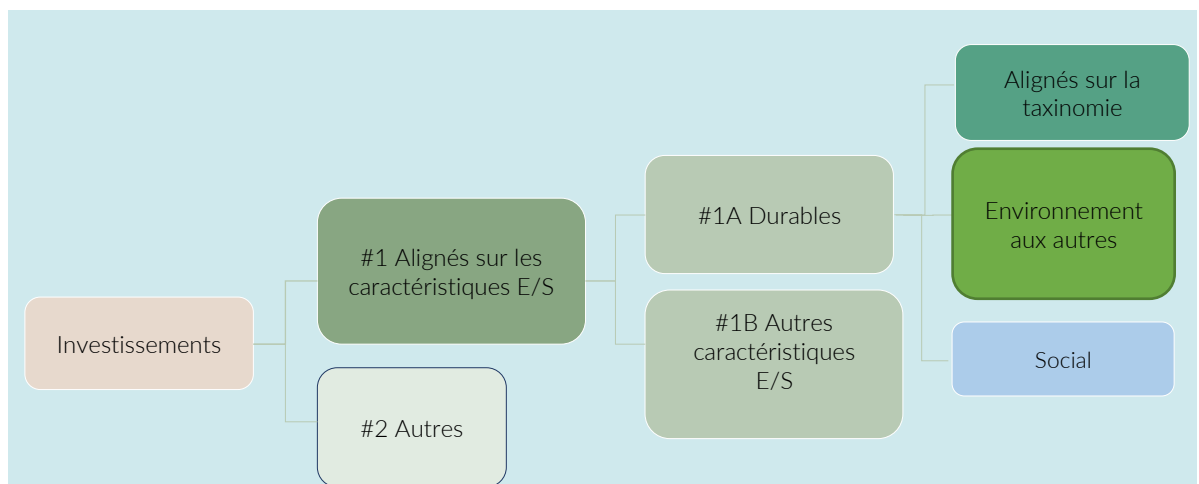 Investissements
#1 Alignés sur les
caractéristiques E/S
#2 Autres
#1A Durables
#1B Autres
caractéristiques
E/S
Alignés sur la
taxinomie
Environnement
aux autres
Social